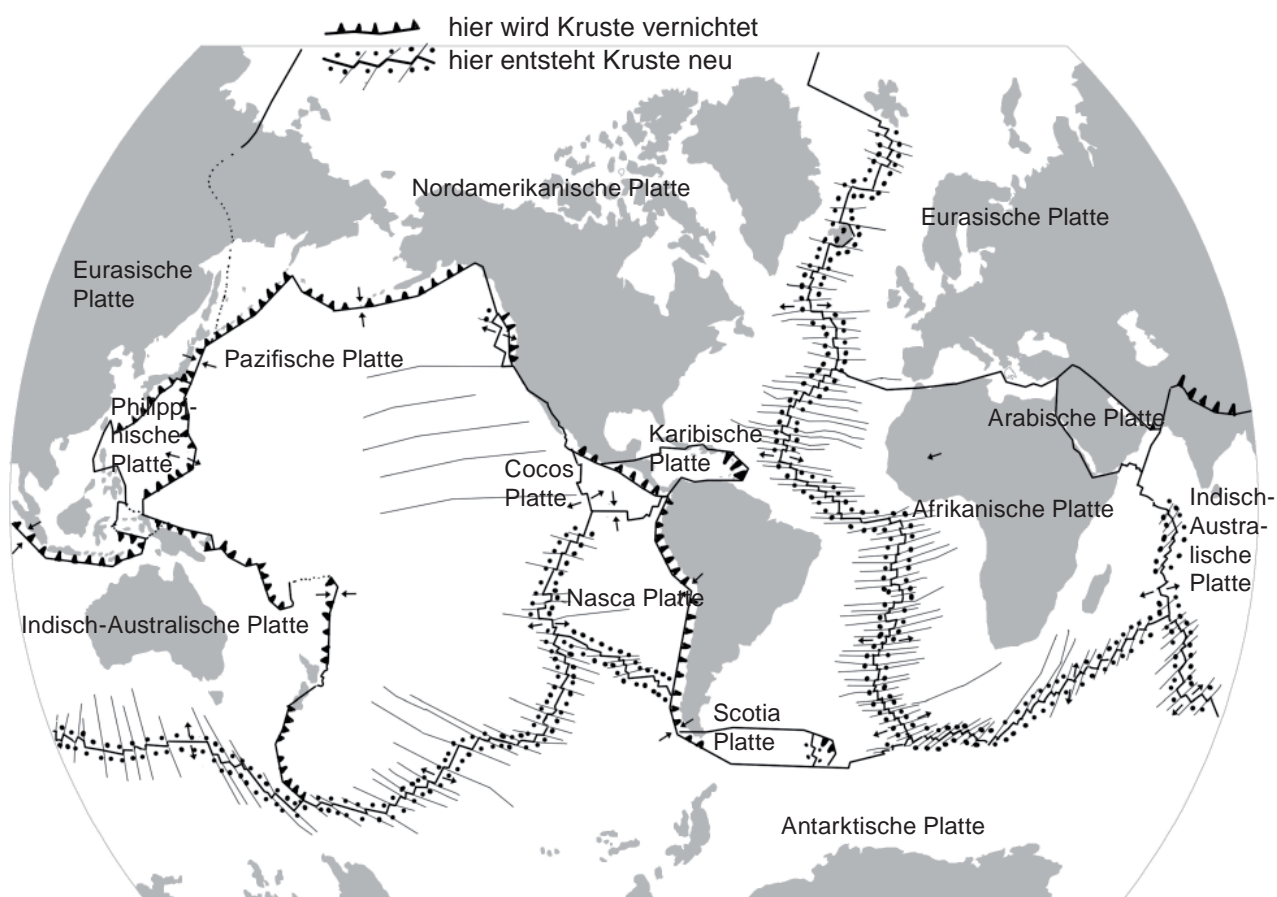 hier wird Kruste vernichtet
hier entsteht Kruste neu
Nordamerikanische Platte
Eurasische Platte
Eurasische
Platte
Pazifische Platte
Philippi-
nische
Platte
Karibische
Platte
Arabische Platte
Cocos
Platte
Afrikanische Platte
Indisch-
Austra-
lische
Platte
Nasca Platte
Indisch-Australische Platte
Scotia
Platte
Antarktische Platte